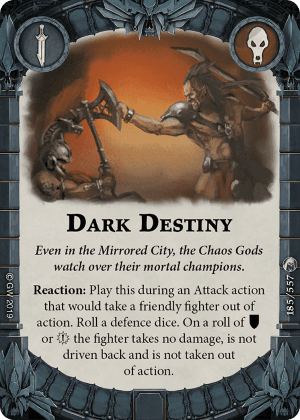 DARK DESTINY
Even in the Mirrored City, the Chaos Gods
watch over their mortal champions.
Reaction: Play this during an Attack action
that would take a friendly fighter out of
action. Roll a defence dice. On a roll of
or the fighter takes no damage, is not
driven back and is not taken out
of action.
© GW 2019
185/557